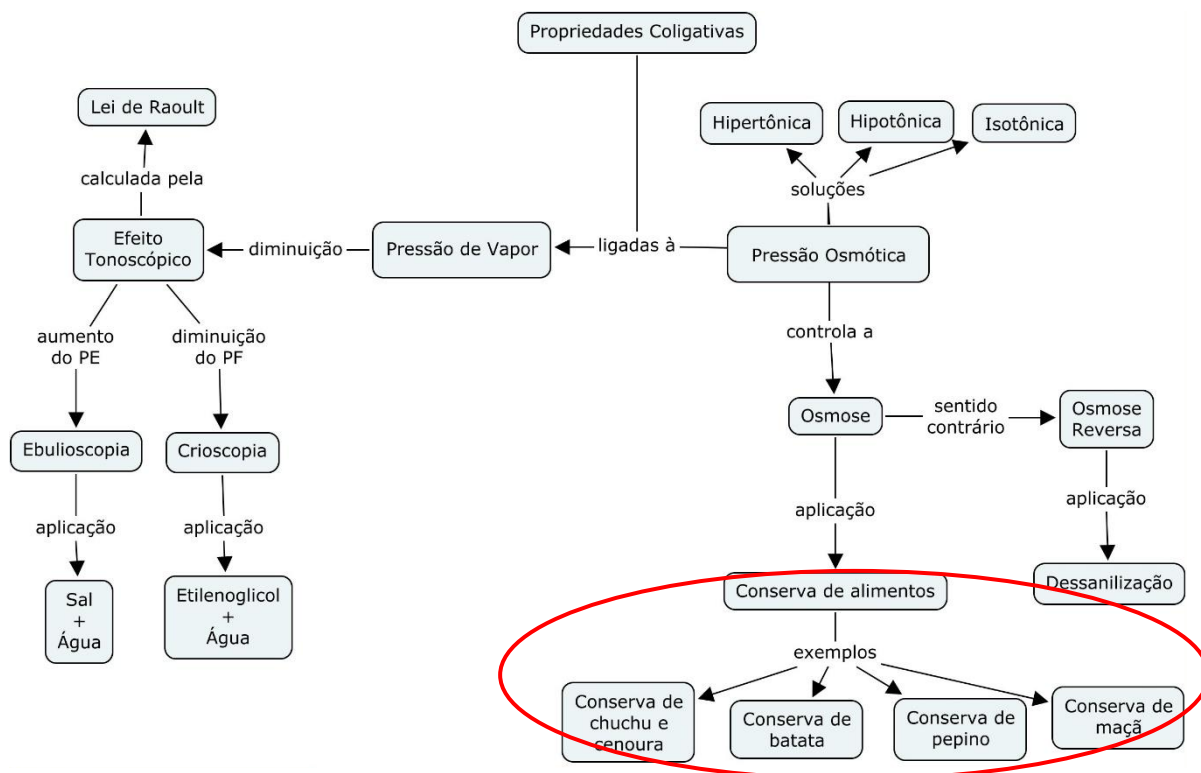 Propriedades Coligativas
Lei de Raoult
Hipertônica
Hipotônica
Isotônica
calculada pela
soluções
Efeito
Tonoscópico
diminuição
Pressão de Vapor
ligadas à
Pressão Osmótica
aumento
do PE
diminuição
do PF
controla a
Osmose
sentido
contrário
Osmose
Reversa
Ebulioscopia
Crioscopia
aplicação
aplicação
aplicação
aplicação
Sal
+
Água
Etilenoglicol
+
Água
Conserva de alimentos
Dessanilização
exemplos
Conserva de
chuchu e
cenoura
Conserva de
batata
Conserva de
pepino
Conserva de
maçã